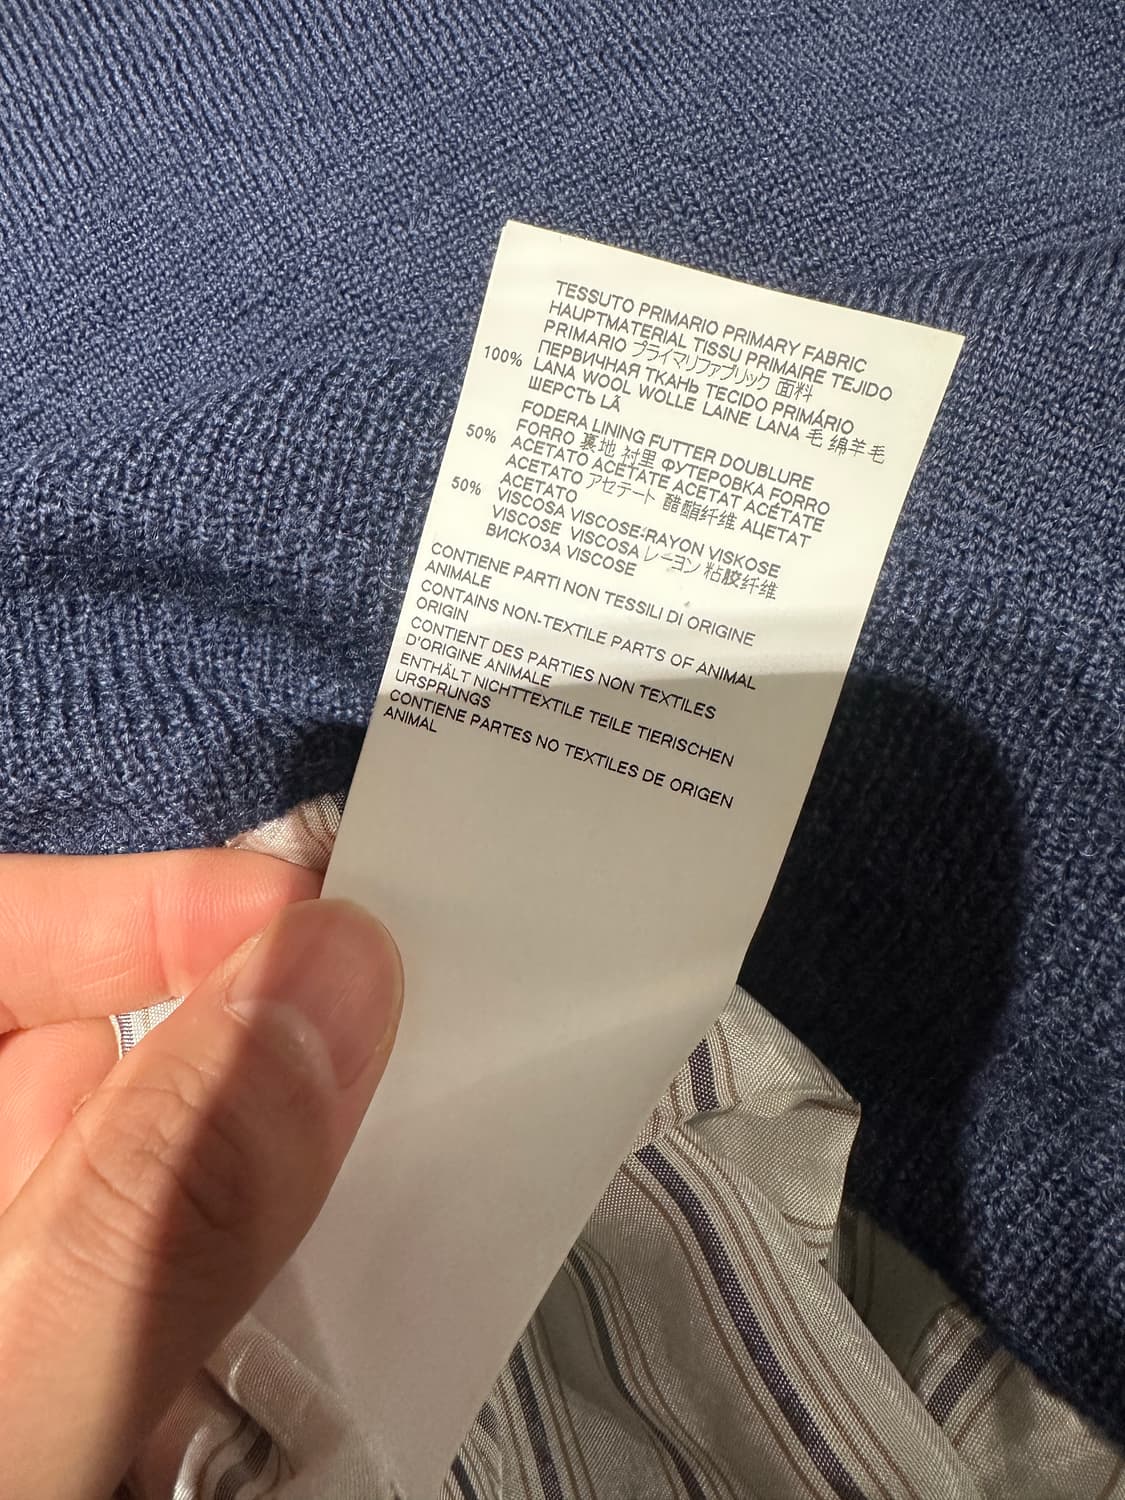 TESSUTO PRIMARIO PRIMARY FABRIC
HAUPTMATERIAL TISSU PRIMAIRE TEJIDO
PRIMARIO プライマリファブリック 面料
ПЕРВИЧНАЯ ТКАНЬ TECIDO PRIMÁRIO
100% LANA WOOL WOLLE LAINE LANA 毛 绵羊毛
ШЕРСТЬ LÃ
FODERA LINING FUTTER DOUBLURE
FORRO 裏地 衬里 ФУТЕРОВКА FORRO
50% ACETATO ACETATE ACETAT ACÉTATE
ACETATO アセテート 醋酯纤维 АЦЕТАТ
ACETATO
50% VISCOSA VISCOSE:RAYON VISKOSE
VISCOSE VISCOSA レーヨン 粘胶纤维
ВИСКОЗА VISCOSE
CONTIENE PARTI NON TESSILI DI ORIGINE
ANIMALE
CONTAINS NON-TEXTILE PARTS OF ANIMAL
ORIGIN
CONTIENT DES PARTIES NON TEXTILES
D'ORIGINE ANIMALE
ENTHÄLT NICHTTEXTILE TEILE TIERISCHEN
URSPRUNGS
CONTIENE PARTES NO TEXTILES DE ORIGEN
ANIMAL